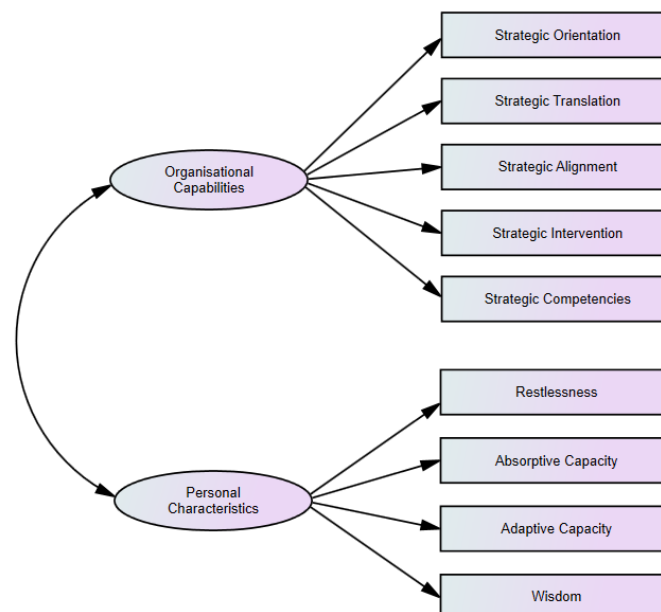 Strategic Orientation
Strategic Translation
Organisational
Capabilities
Strategic Alignment
Strategic Intervention
Strategic Competencies
Restlessness
Absorptive Capacity
Personal
Characteristics
Adaptive Capacity
Wisdom